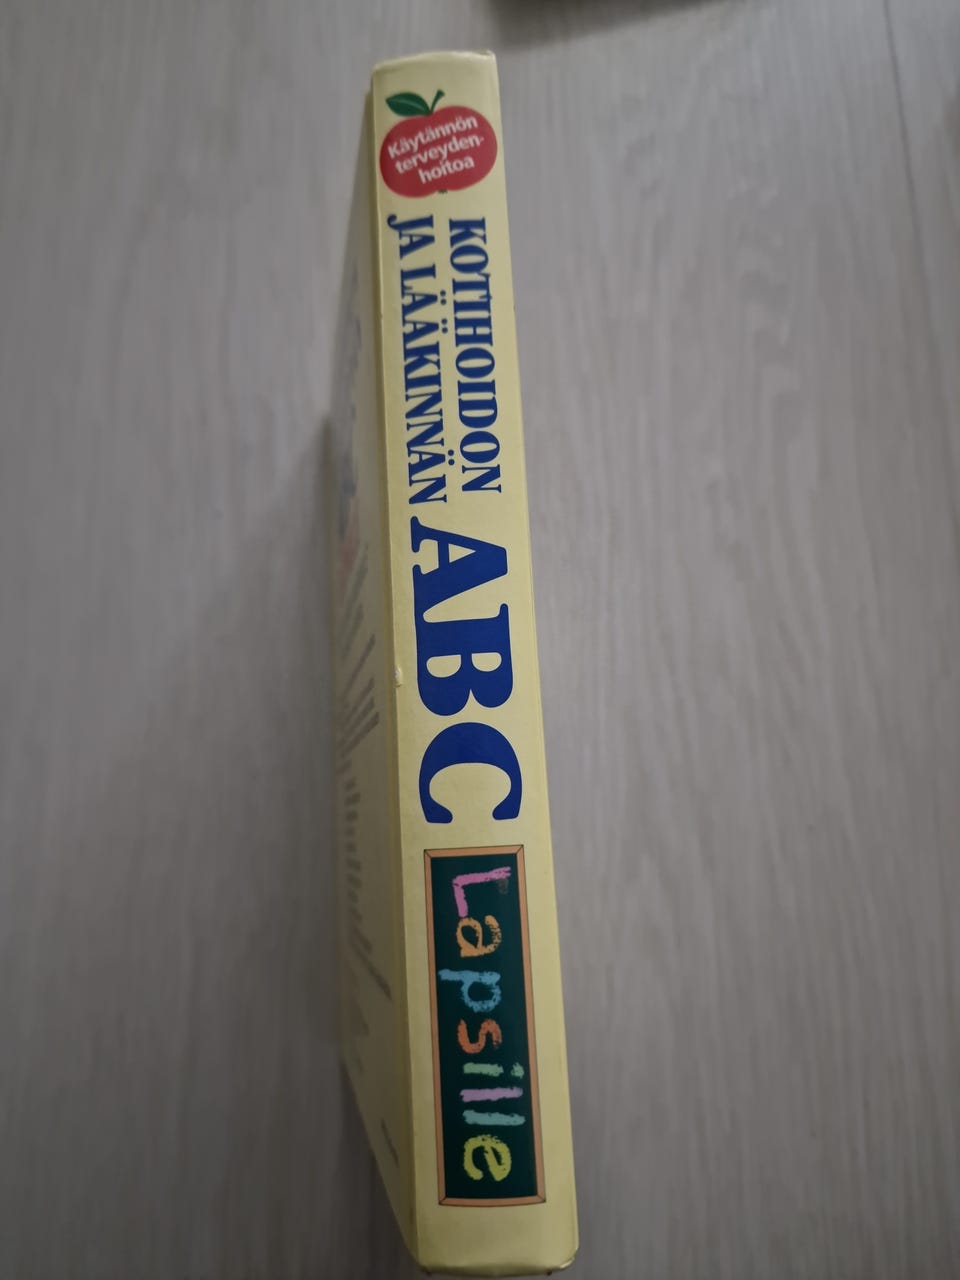 Käytännön
terveyden-
hoitoa
KOTIHOIDON
JA LÄÄKINNÄN
ABC
Lapsille